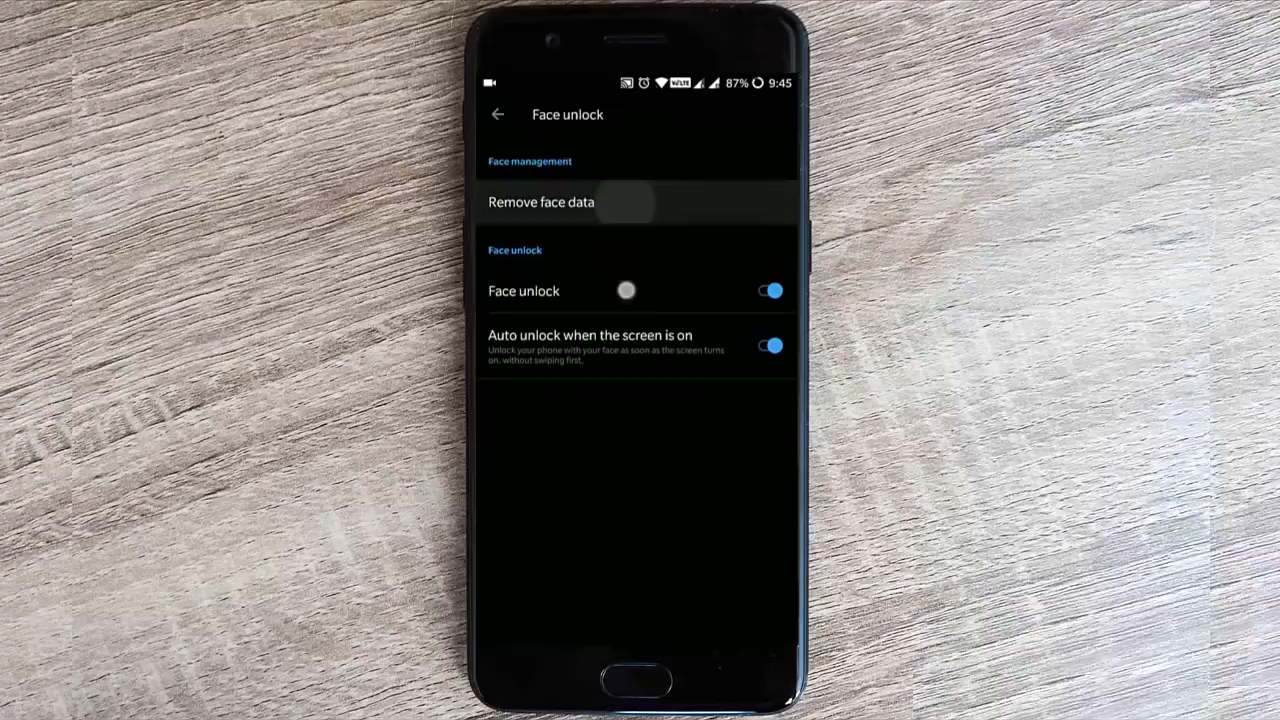 VoLTE 87% 9:45
Face unlock
Face management
Remove face data
Face unlock
Face unlock
Auto unlock when the screen is on
Unlock your phone with your face as soon as the screen turns
on, without swiping first.